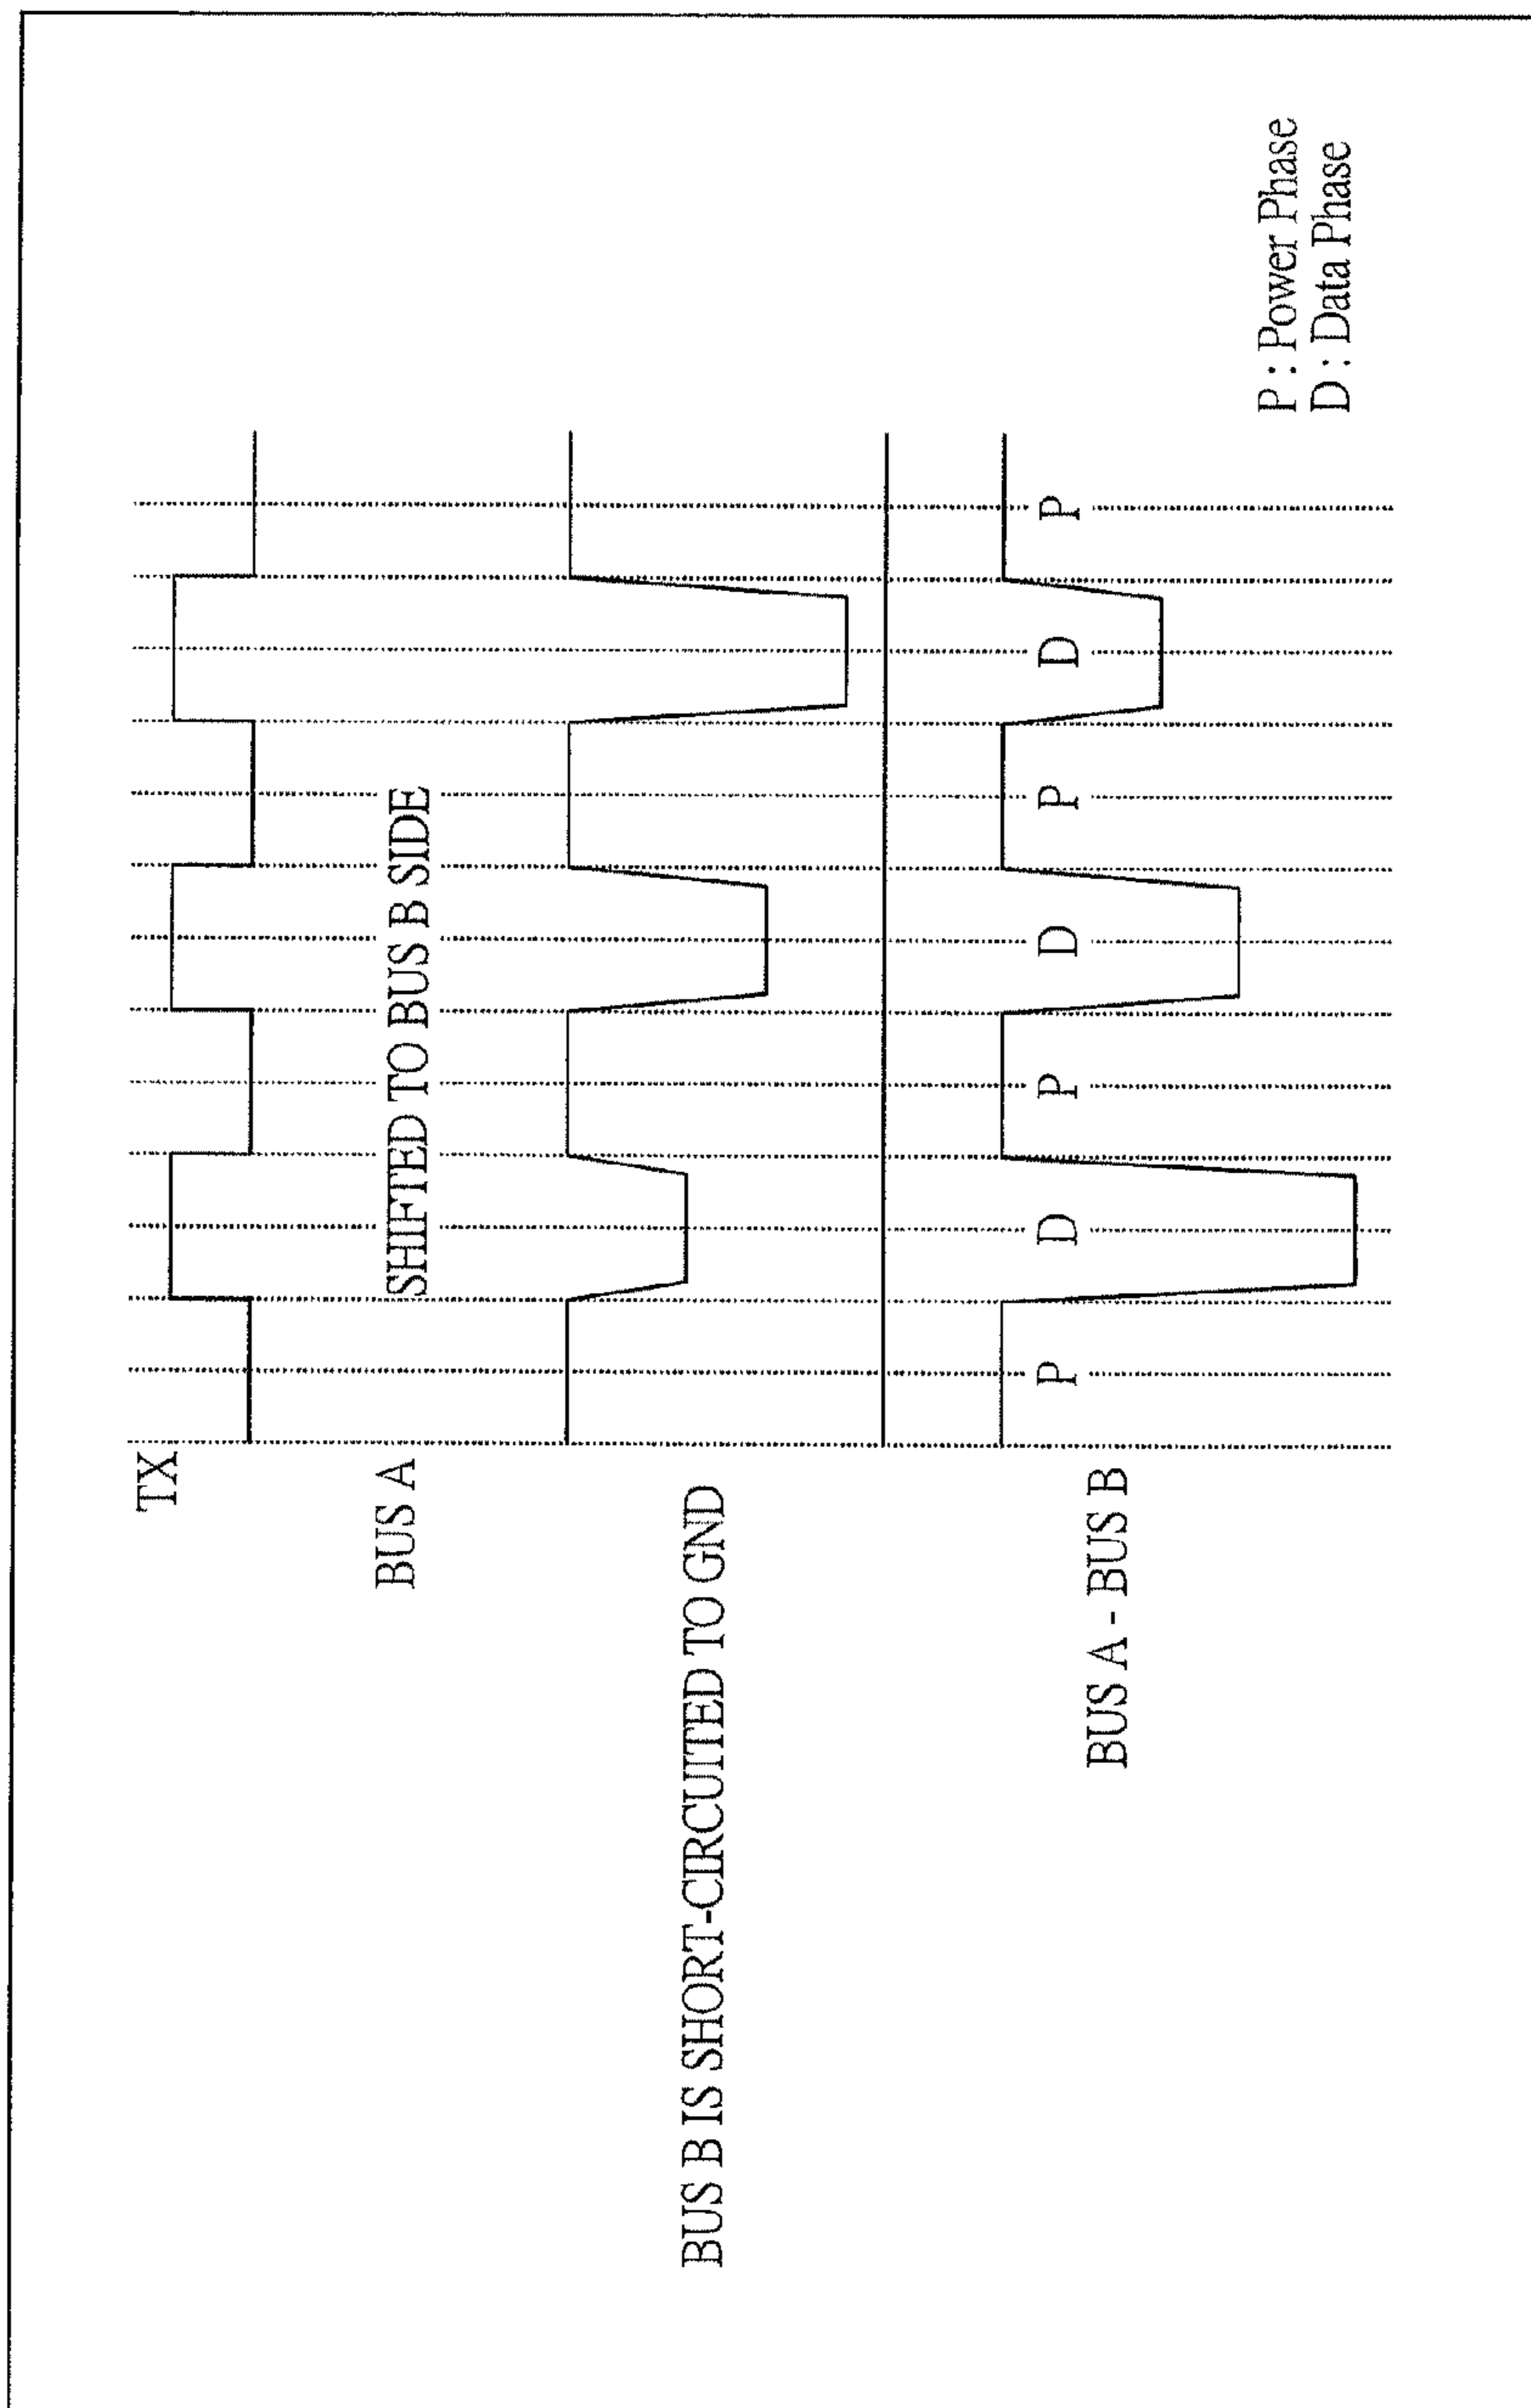 TX
BUS A
SHIFTED TO BUS B SIDE
BUS B IS SHORT-CIRCUITED TO GND
BUS A - BUS B
P D P D P D P
P : Power Phase
D : Data Phase